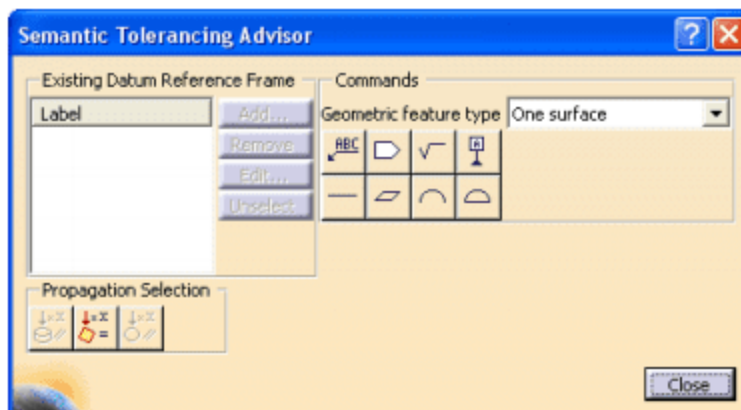 Semantic Tolerancing Advisor
Existing Datum Reference Frame
Label
Add...
Remove
Edit...
Unselect
Commands
Geometric feature type One surface
ABC
A
Propagation Selection
Close